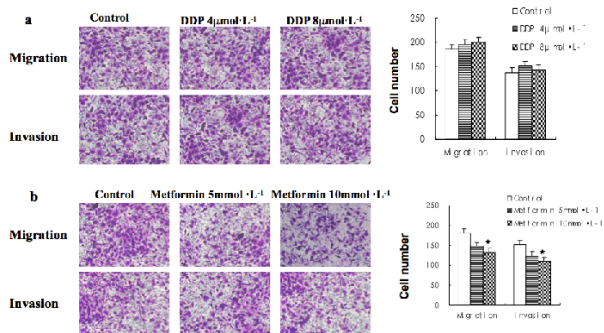 a
Control DDP 4μmol·L-1 DDP 8μmol·L-1
Migration
Invasion
Control
DDP 4μmol •L-1
DDP 8μmol •L-1
250
200
150
100
50
0
Cell number
Migration Invasion
b
Control Metformin 5mmol ·L-1 Metformin 10mmol ·L-1
Migration
Invasion
Control
Metformin 5mmol •L-1
Metformin 10mmol •L-1
250
200
150
100
50
0
Cell number
* *
Migration Invasion